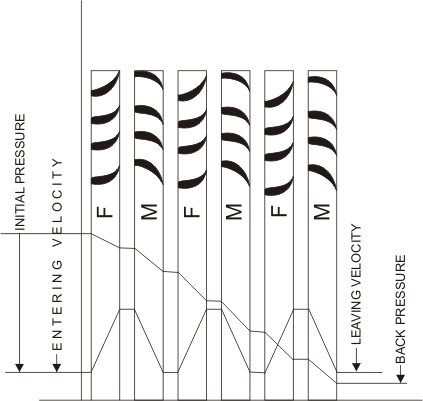 INITIAL PRESSURE
ENTERING VELOCITY
F
M
F
M
F
M
LEAVING VELOCITY
BACK PRESSURE